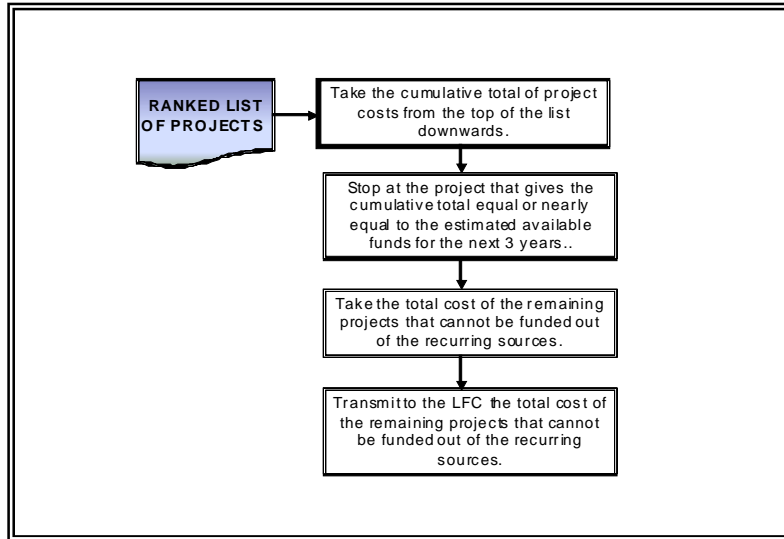 RANKED LIST
OF PROJECTS
Take the cumulative total of project
costs from the top of the list
downwards.
Stop at the project that gives the
cumulative total equal or nearly
equal to the estimated available
funds for the next 3 years..
Take the total cost of the remaining
projects that cannot be funded out
of the recurring sources.
Transmit to the LFC the total cost of
the remaining projects that cannot
be funded out of the recurring
sources.